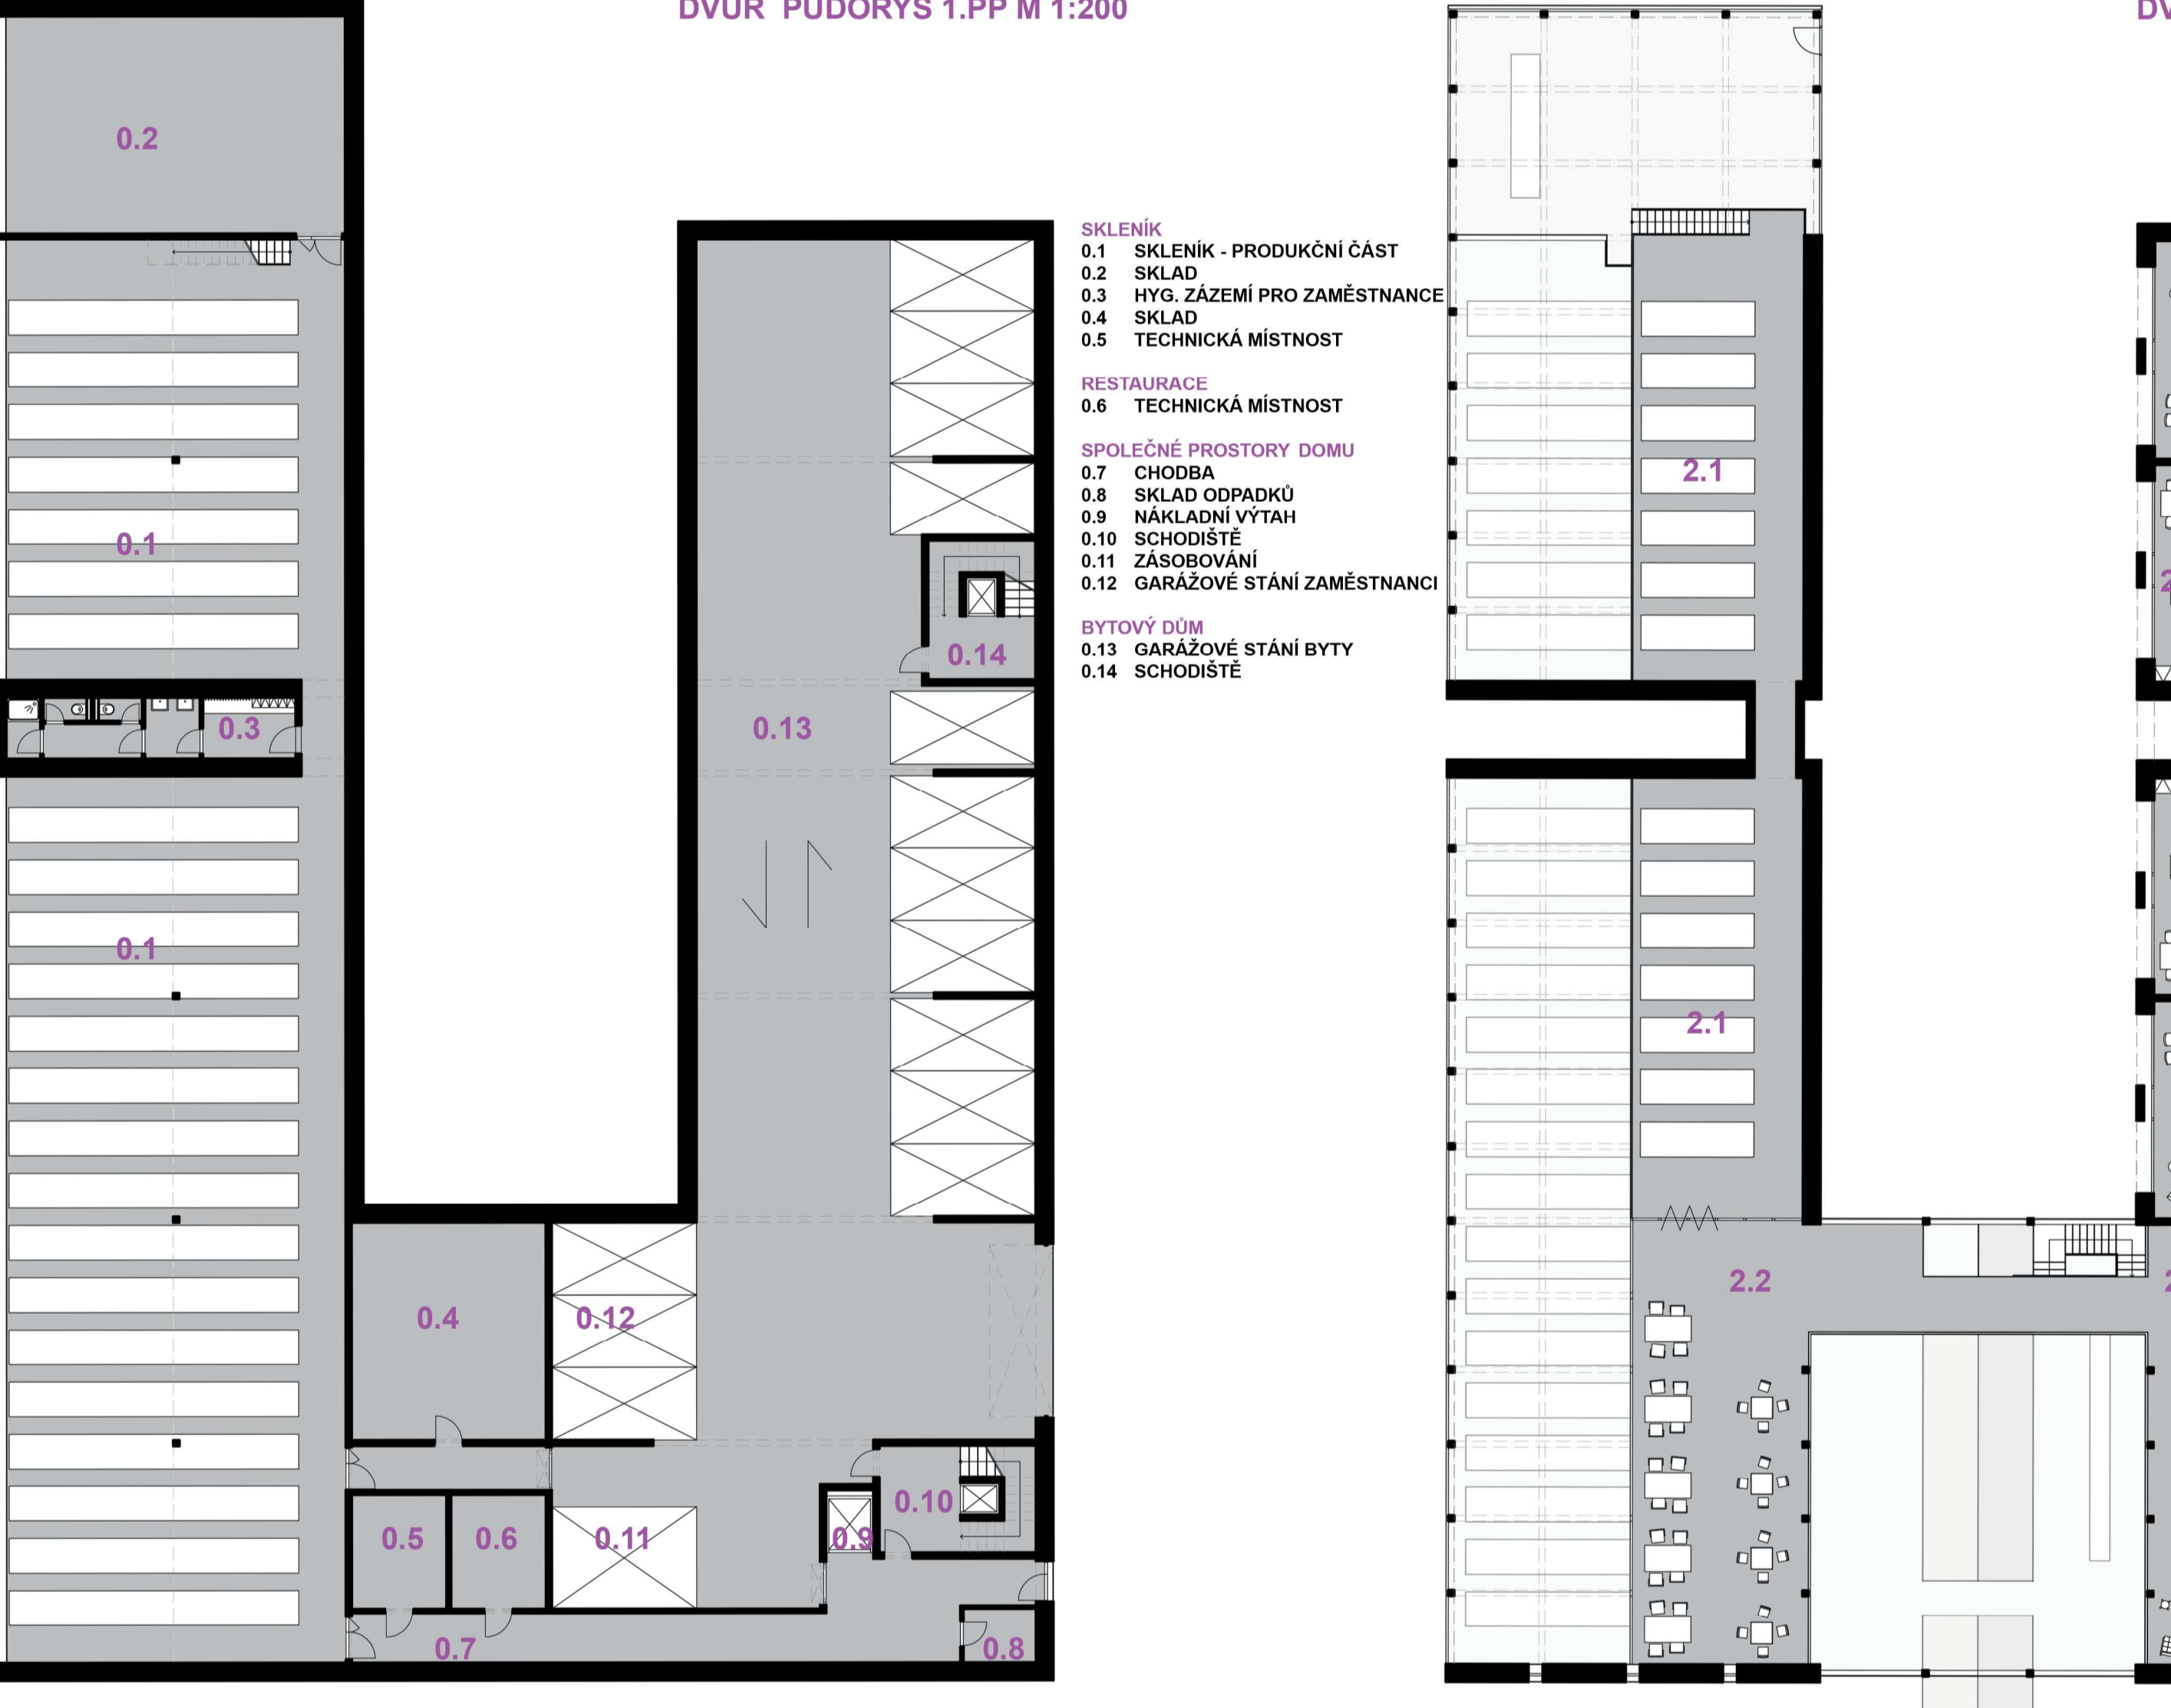 DVŮR PŮDORYS 1.PP M 1:200
SKLENÍK
0.1 SKLENÍK - PRODUKČNÍ ČÁST
0.2 SKLAD
0.3 HYG. ZÁZEMÍ PRO ZAMĚSTNANCE
0.4 SKLAD
0.5 TECHNICKÁ MÍSTNOST
RESTAURACE
0.6 TECHNICKÁ MÍSTNOST
SPOLEČNÉ PROSTORY DOMU
0.7 CHODBA
0.8 SKLAD ODPADKŮ
0.9 NÁKLADNÍ VÝTAH
0.10 SCHODIŠTĚ
0.11 ZÁSOBOVÁNÍ
0.12 GARÁŽOVÉ STÁNÍ ZAMĚSTNANCI
BYTOVÝ DŮM
0.13 GARÁŽOVÉ STÁNÍ BYTY
0.14 SCHODIŠTĚ
0.2
0.1
0.3
0.1
0.14
0.13
0.4
0.12
0.10
0.5
0.6
0.11
0.9
0.7
0.8
2.1
2.1
2.2